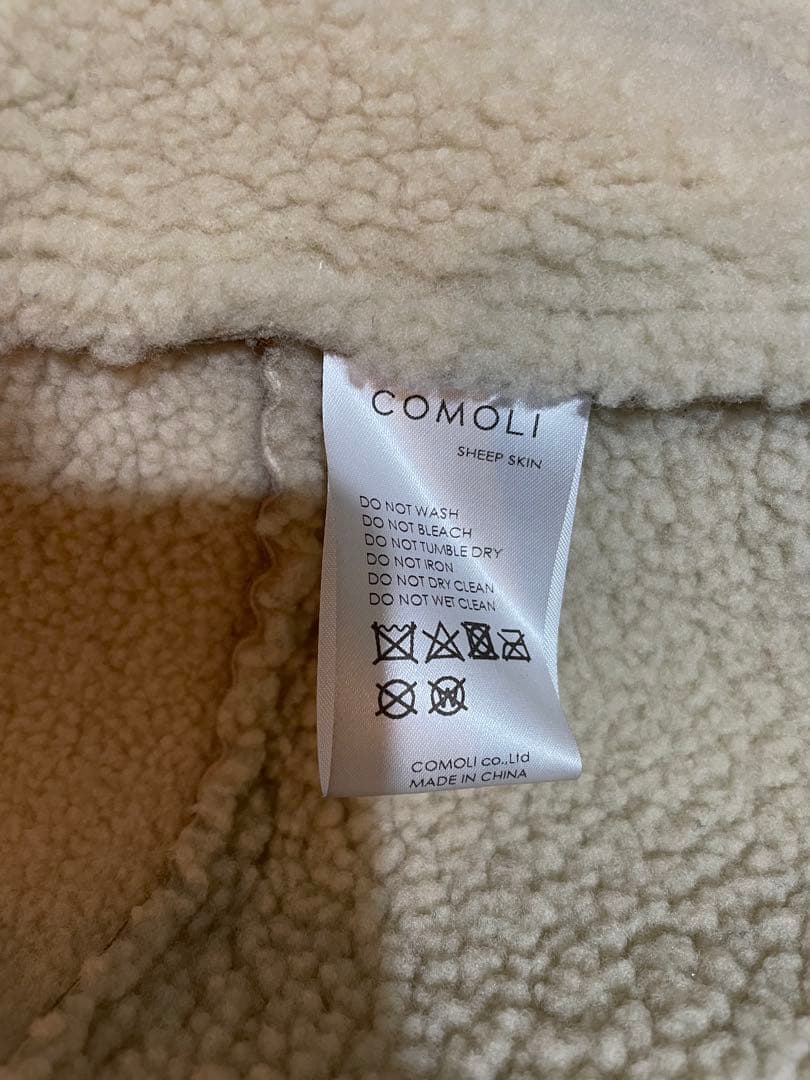 COMOLI
SHEEP SKIN
DO NOT WASH
DO NOT BLEACH
DO NOT TUMBLE DRY
DO NOT IRON
DO NOT DRY CLEAN
DO NOT WET CLEAN
W
COMOLI co.,Ltd
MADE IN CHINA